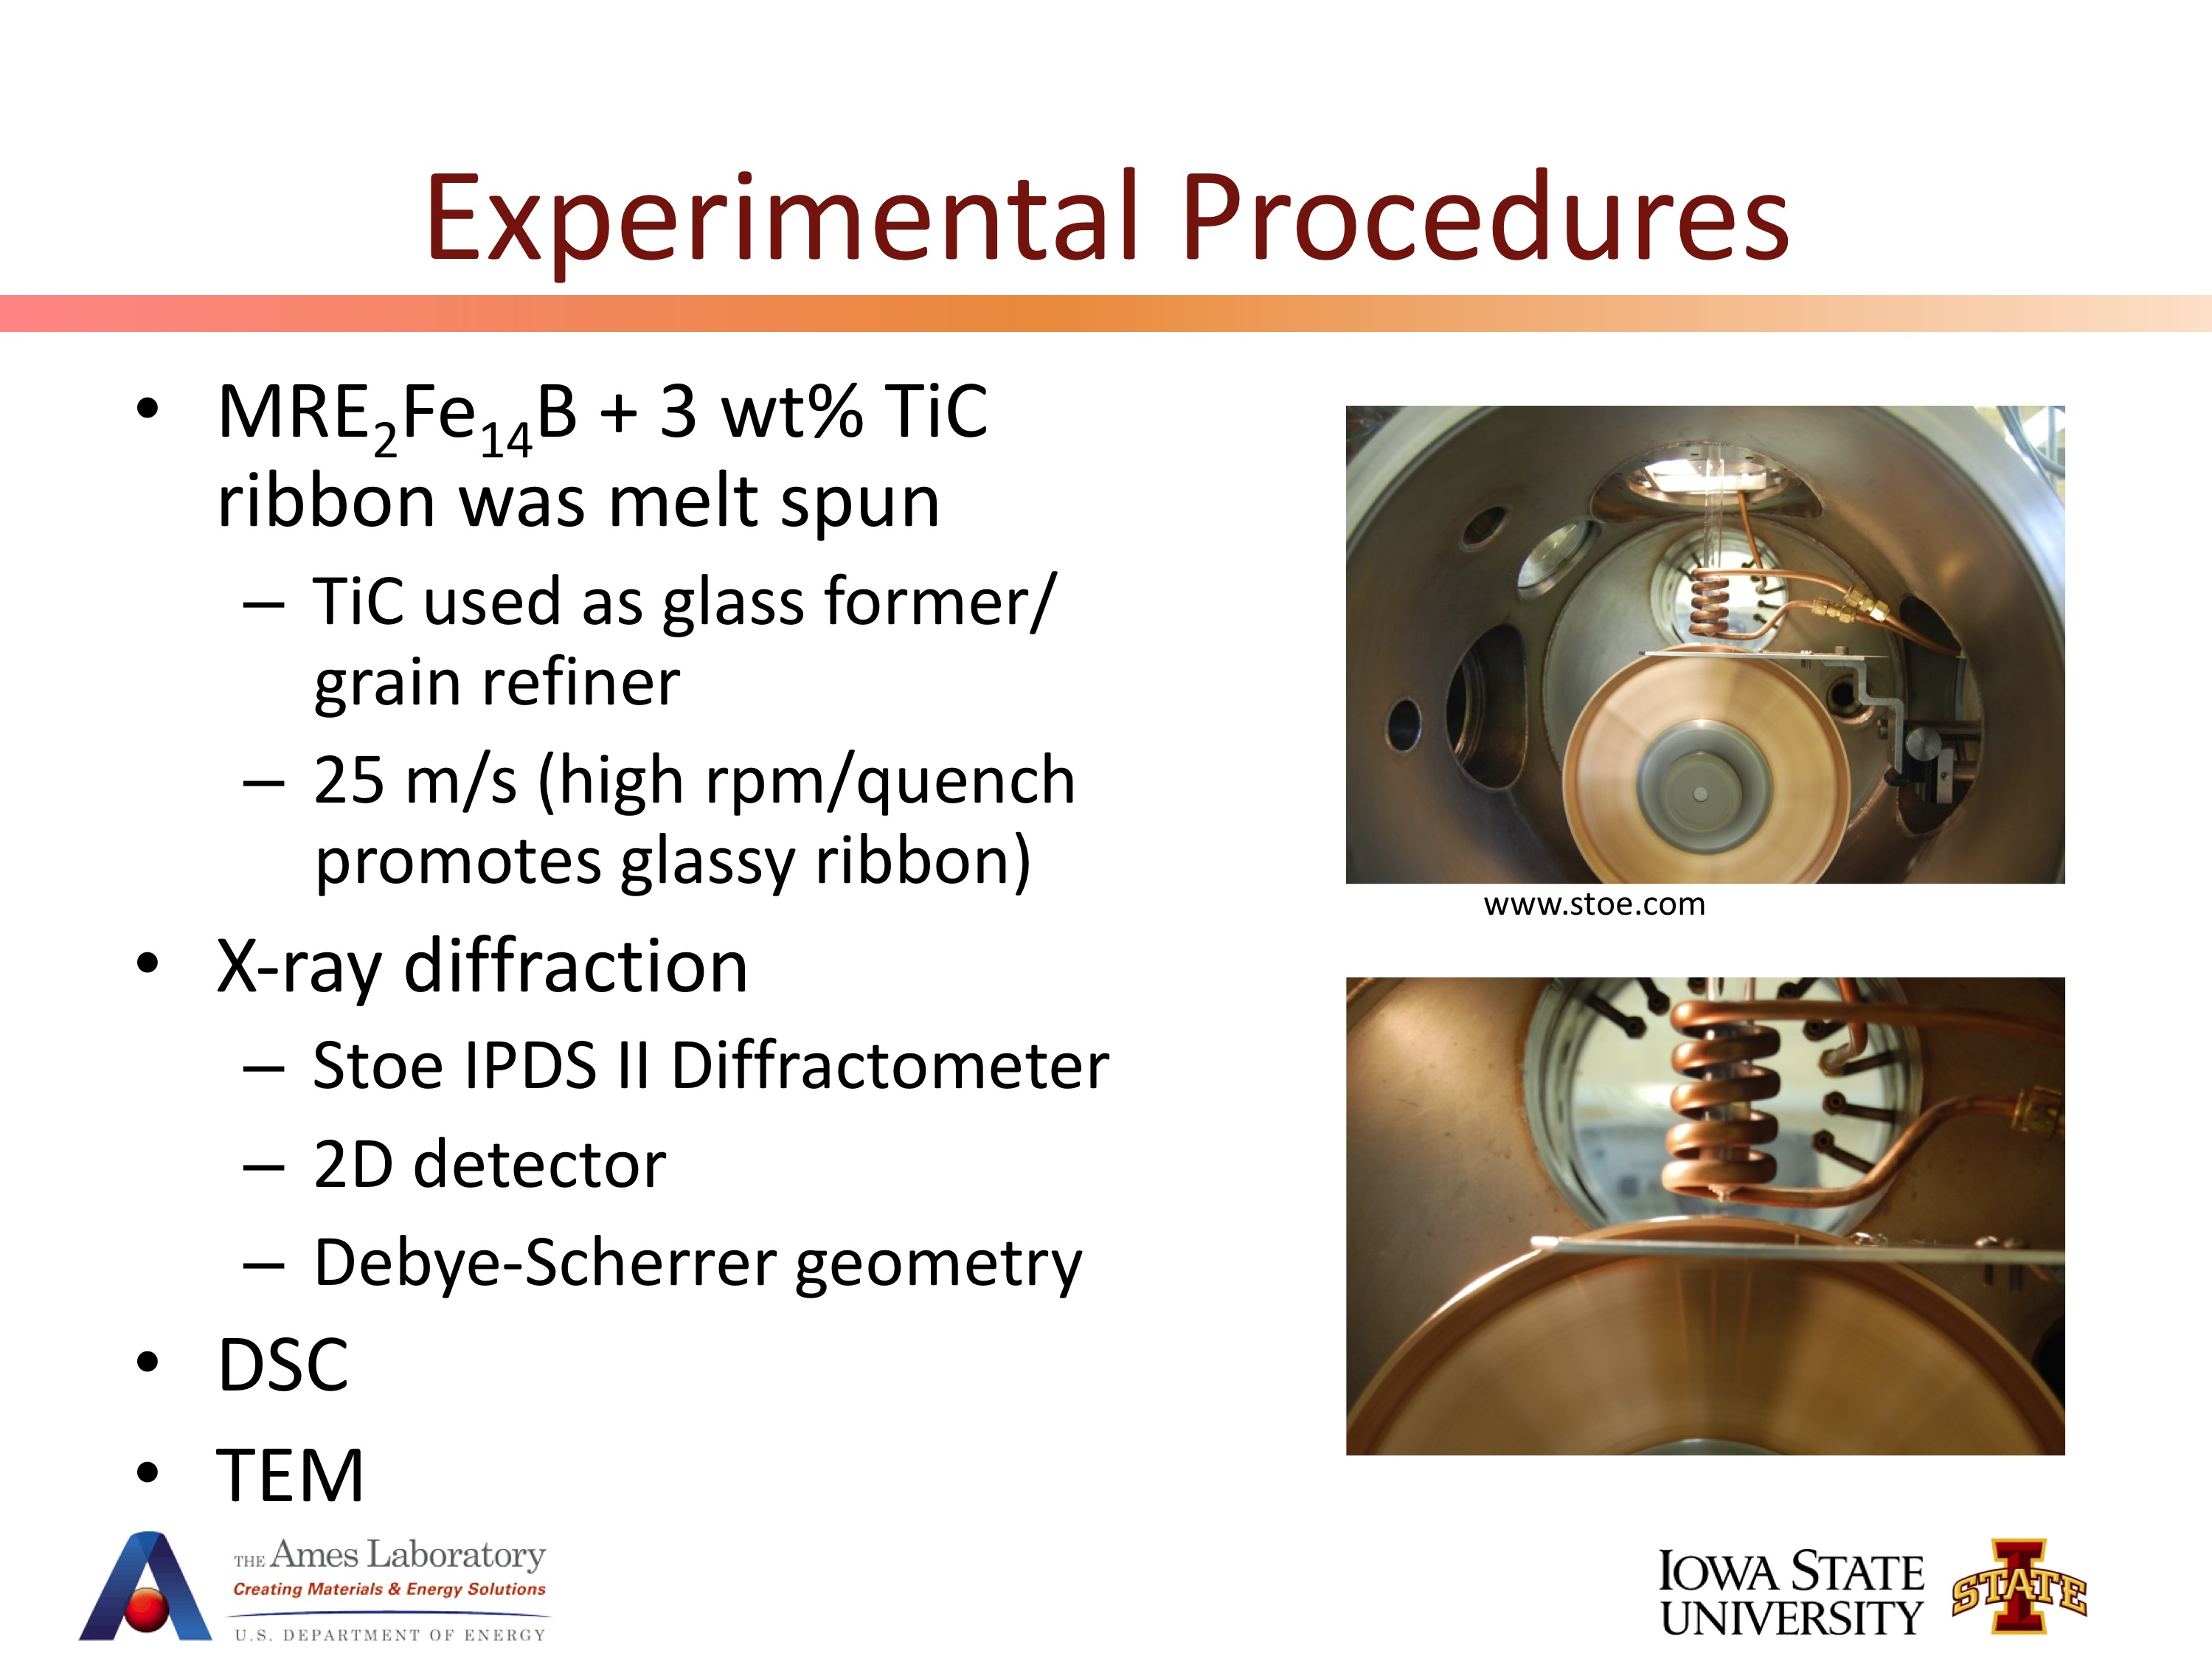 Experimental Procedures
• MRE₂Fe₁₄B + 3 wt% TiC
ribbon was melt spun
– TiC used as glass former/
grain refiner
– 25 m/s (high rpm/quench
promotes glassy ribbon)
• X-ray diffraction
– Stoe IPDS II Diffractometer
– 2D detector
– Debye-Scherrer geometry
• DSC
• TEM
www.stoe.com
THE Ames Laboratory
Creating Materials & Energy Solutions
U.S. DEPARTMENT OF ENERGY
IOWA STATE
UNIVERSITY
STATE